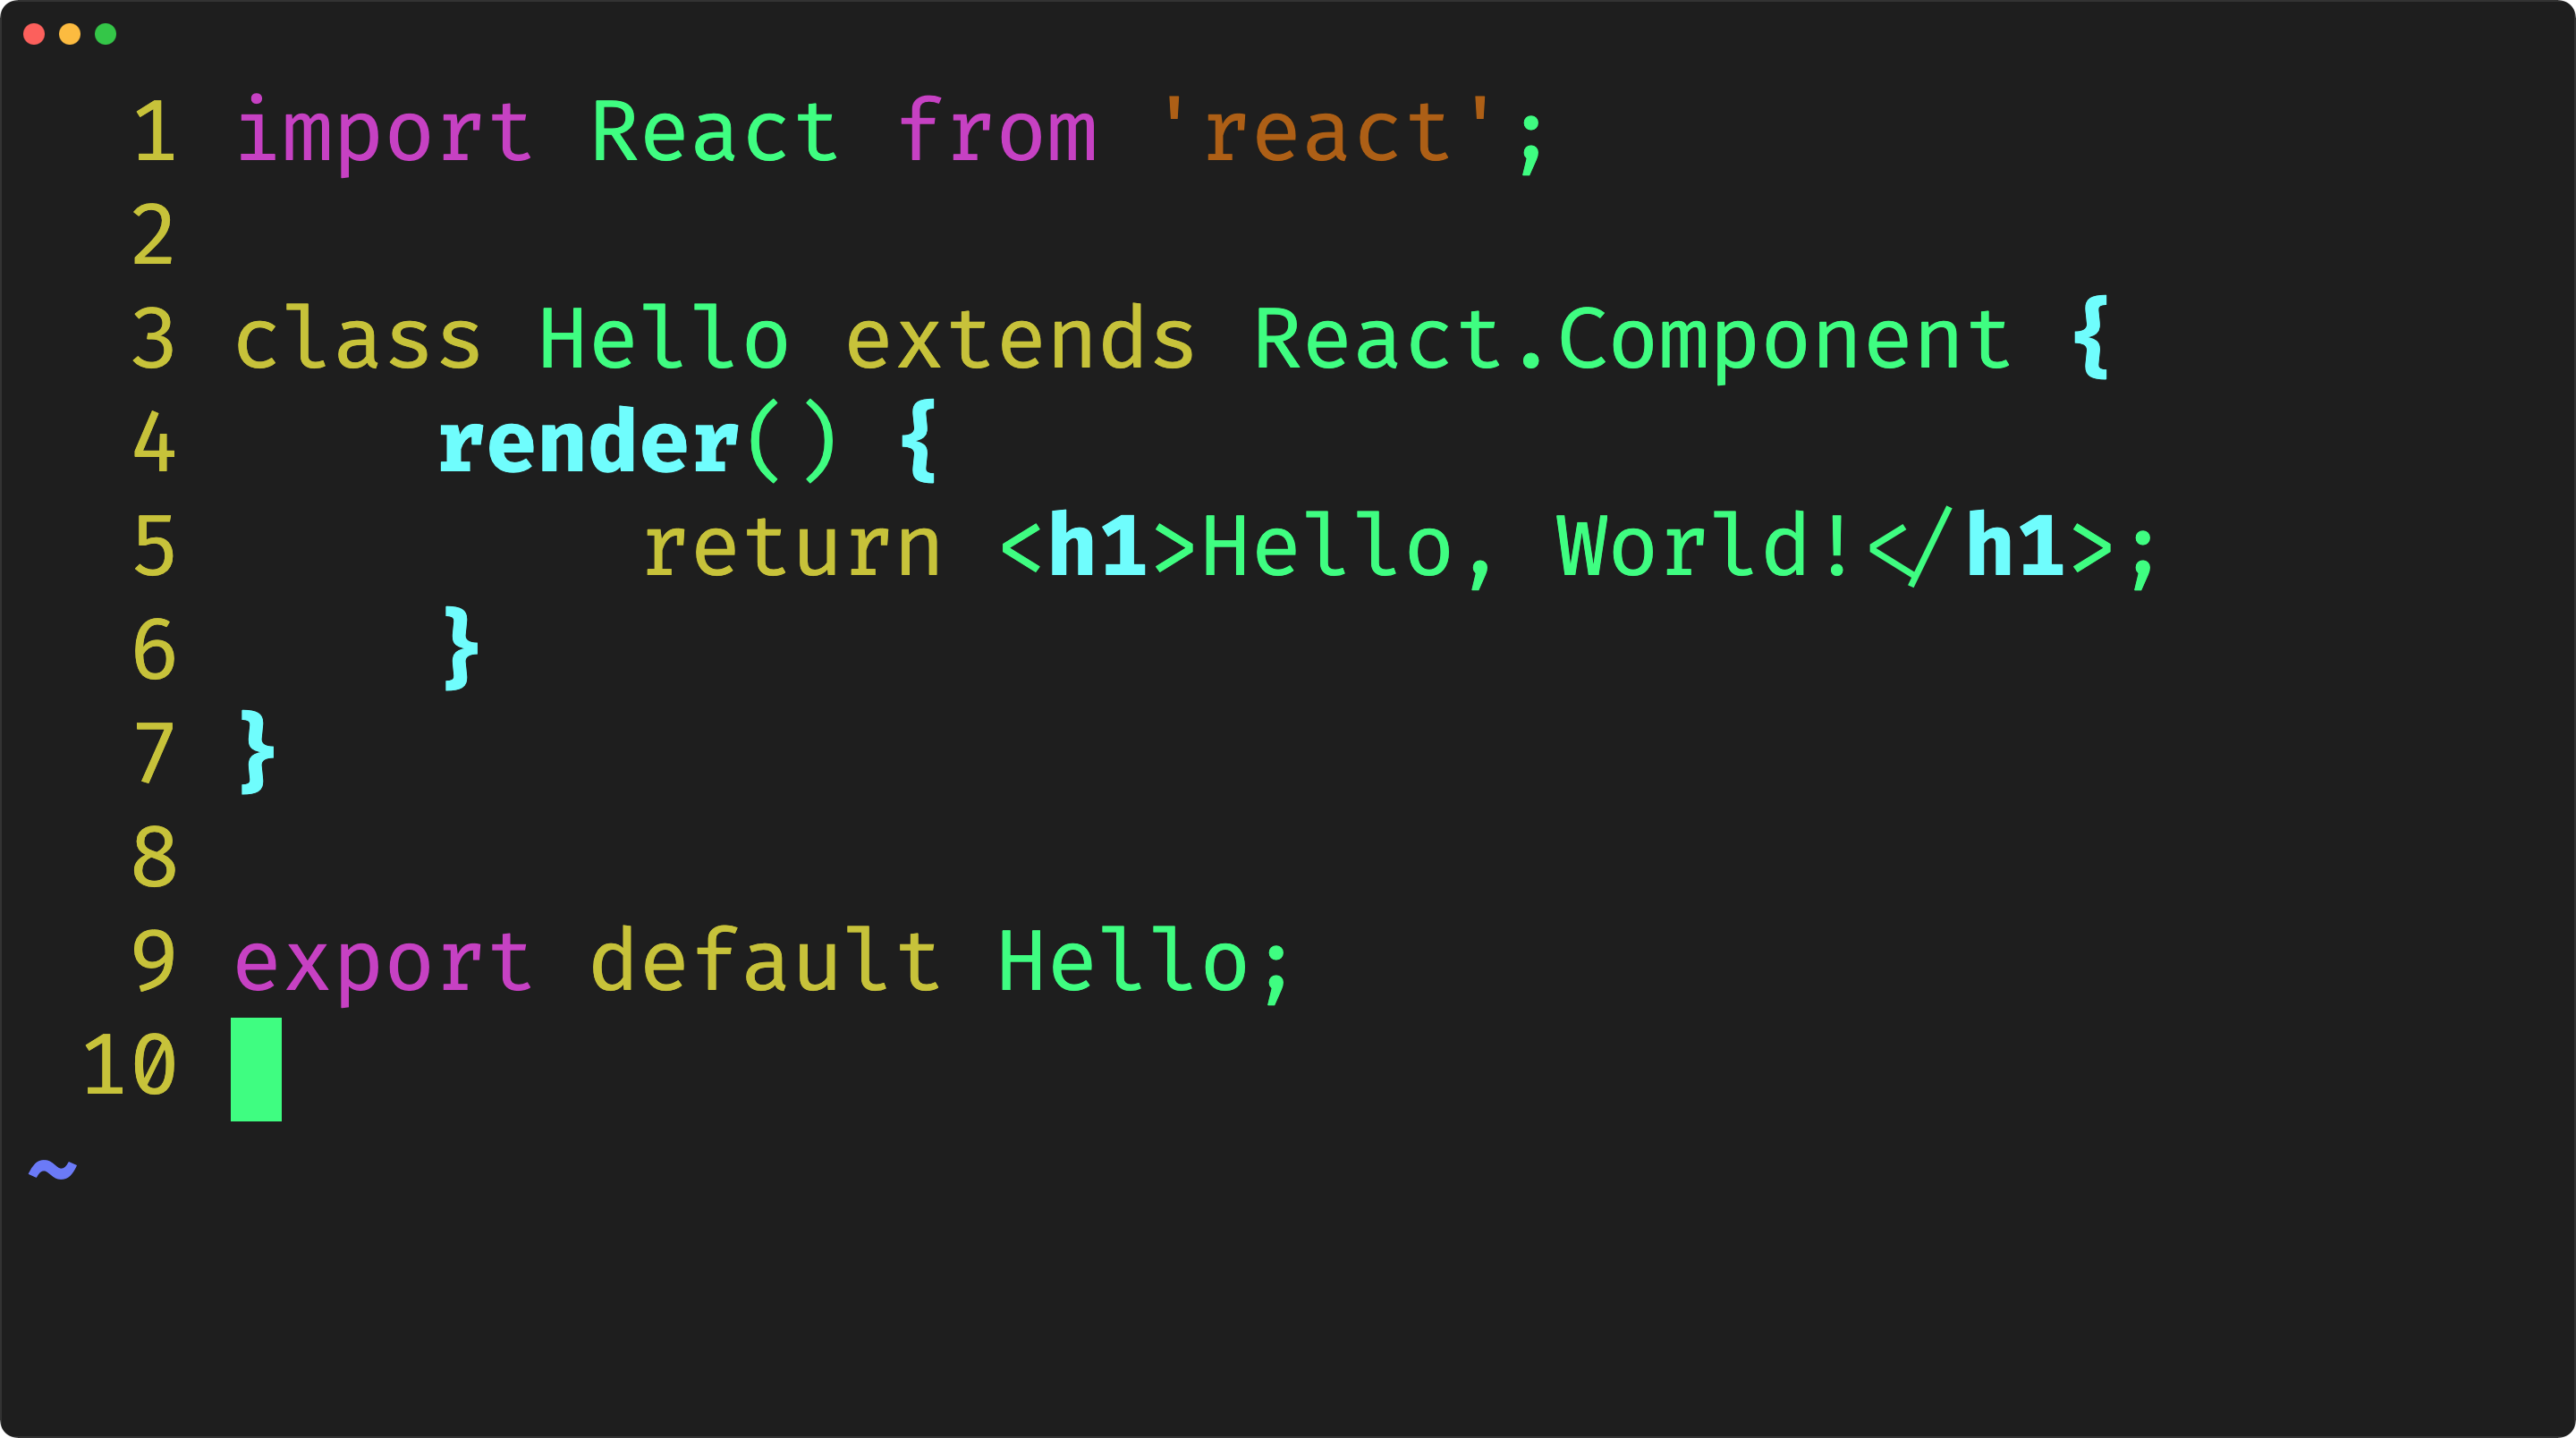 1 import React from 'react';
2
3 class Hello extends React.Component {
4     render() {
5         return <h1>Hello, World!</h1>;
6     }
7 }
8
9 export default Hello;
10
~